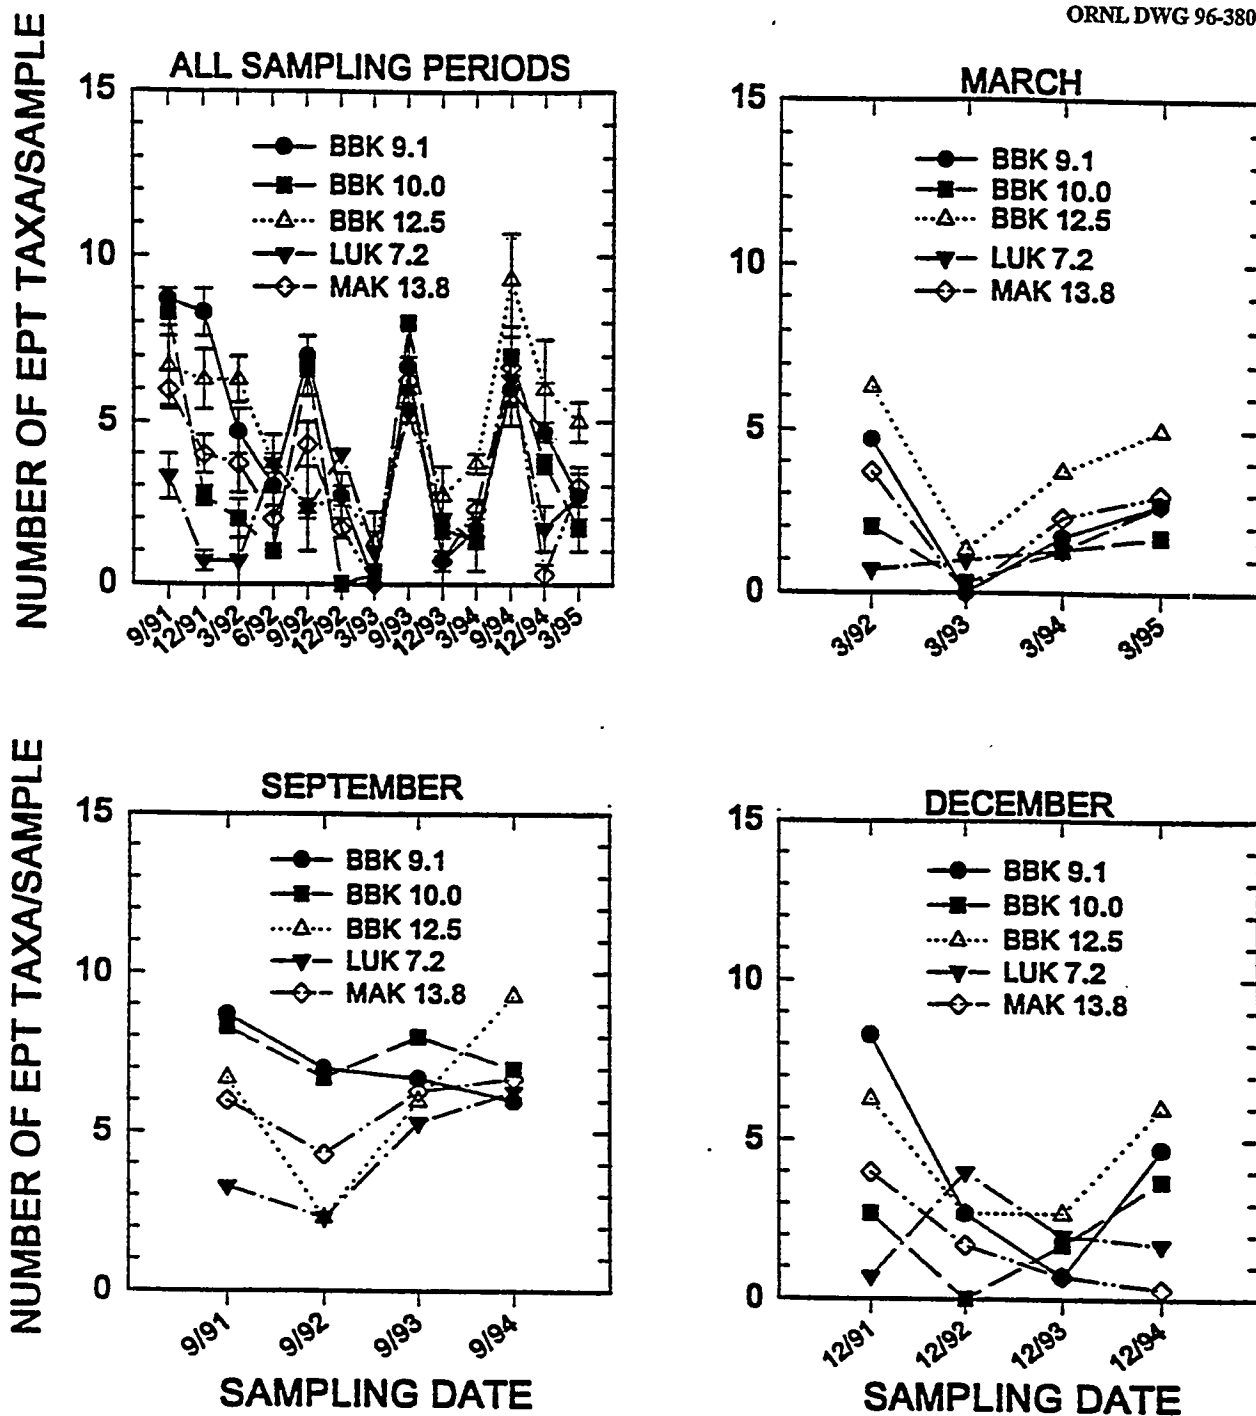 ORNL DWG 96-380
NUMBER OF EPT TAXA/SAMPLE
ALL SAMPLING PERIODS
15
10
5
0
BBK 9.1
BBK 10.0
BBK 12.5
LUK 7.2
MAK 13.8
9/91
12/91
3/92
6/92
9/92
12/92
3/93
9/93
12/93
3/94
9/94
12/94
3/95
MARCH
15
10
5
0
BBK 9.1
BBK 10.0
BBK 12.5
LUK 7.2
MAK 13.8
3/92
3/93
3/94
3/95
NUMBER OF EPT TAXA/SAMPLE
SEPTEMBER
15
10
5
0
BBK 9.1
BBK 10.0
BBK 12.5
LUK 7.2
MAK 13.8
9/91
9/92
9/93
9/94
SAMPLING DATE
DECEMBER
15
10
5
0
BBK 9.1
BBK 10.0
BBK 12.5
LUK 7.2
MAK 13.8
12/91
12/92
12/93
12/94
SAMPLING DATE